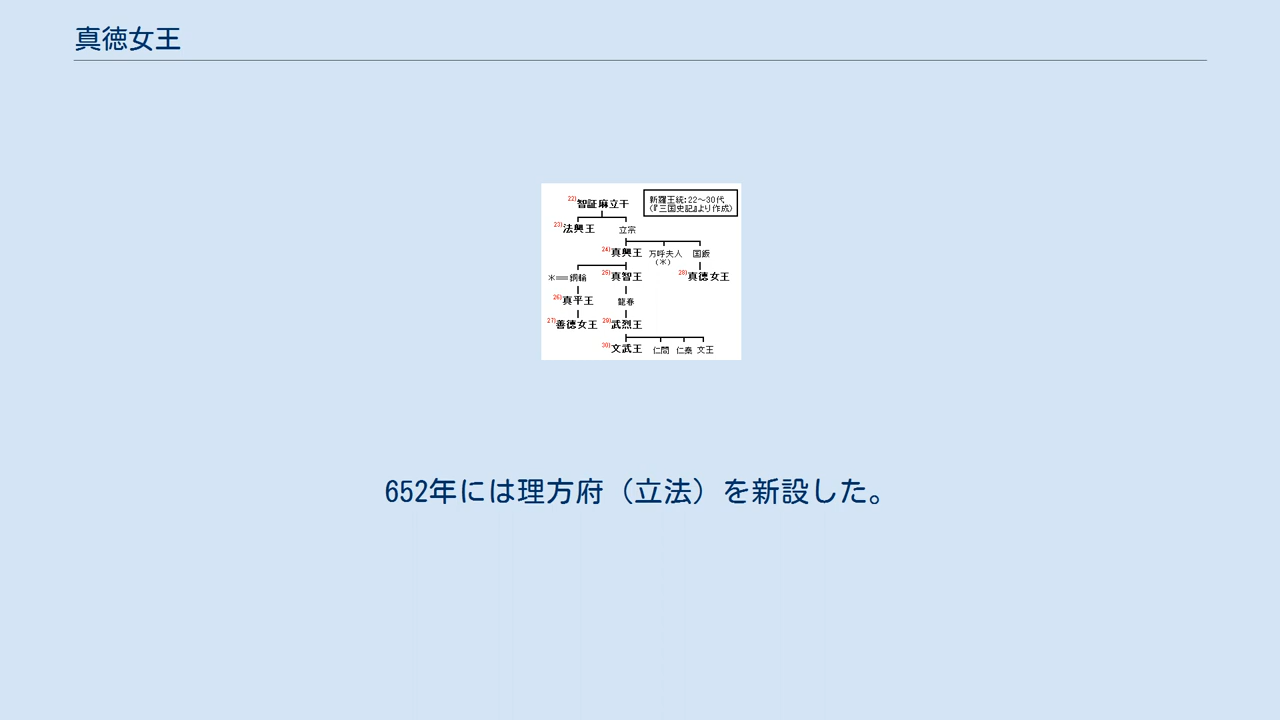 真徳女王
新羅王統:22～30代
(『三国史記』より作成)
22)智証麻立干
23)法興王 立宗
24)真興王 万呼夫人 国飯
(※)
※══銅輪 25)真智王 28)真徳女王
26)真平王 龍春
27)善徳女王 29)武烈王
30)文武王 仁問 仁泰 文王
652年には理方府（立法）を新設した。